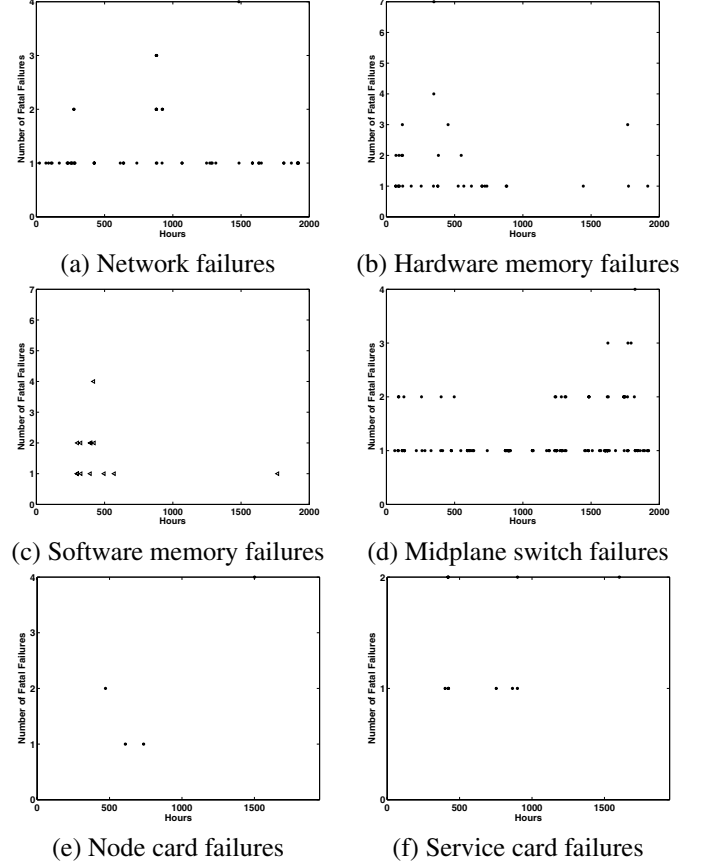 4
3
2
1
0
Number of Fatal Failures
0 500 1000 1500 2000
Hours
(a) Network failures
7
6
5
4
3
2
1
0
Number of Fatal Failures
0 500 1000 1500 2000
Hours
(b) Hardware memory failures
7
6
5
4
3
2
1
0
Number of Fatal Failures
0 500 1000 1500 2000
Hours
(c) Software memory failures
4
3
2
1
0
Number of Fatal Failures
0 500 1000 1500 2000
Hours
(d) Midplane switch failures
4
3
2
1
0
Number of Fatal Failures
0 500 1000 1500
Hours
(e) Node card failures
2
1
0
Number of Fatal Failures
0 500 1000 1500
Hours
(f) Service card failures